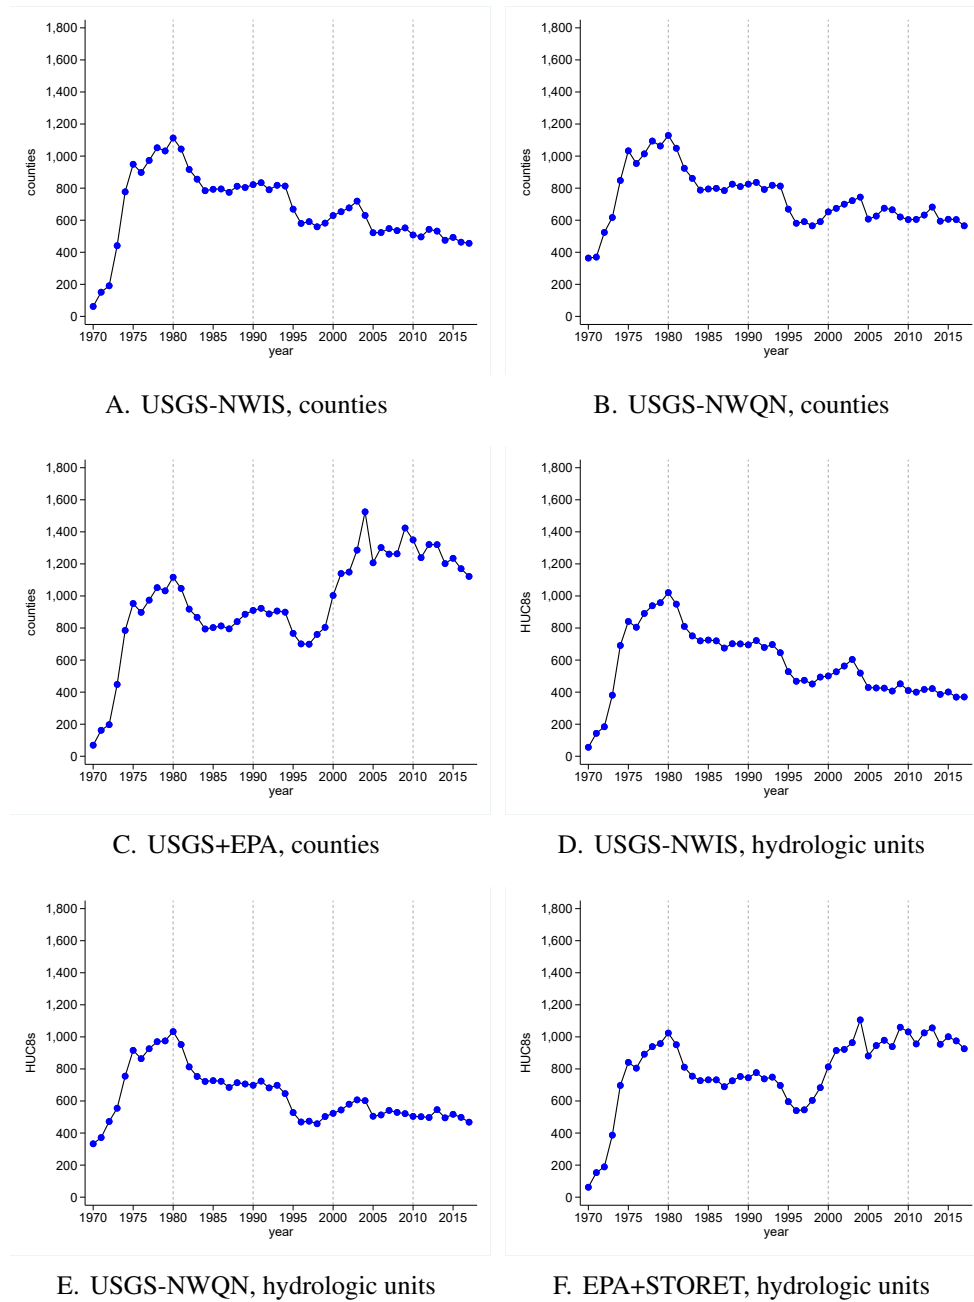 1,800
1,600
1,400
1,200
1,000
800
600
400
200
0
counties
1970 1975 1980 1985 1990 1995 2000 2005 2010 2015
year
A. USGS-NWIS, counties
1,800
1,600
1,400
1,200
1,000
800
600
400
200
0
counties
1970 1975 1980 1985 1990 1995 2000 2005 2010 2015
year
B. USGS-NWQN, counties
1,800
1,600
1,400
1,200
1,000
800
600
400
200
0
counties
1970 1975 1980 1985 1990 1995 2000 2005 2010 2015
year
C. USGS+EPA, counties
1,800
1,600
1,400
1,200
1,000
800
600
400
200
0
HUC8s
1970 1975 1980 1985 1990 1995 2000 2005 2010 2015
year
D. USGS-NWIS, hydrologic units
1,800
1,600
1,400
1,200
1,000
800
600
400
200
0
HUC8s
1970 1975 1980 1985 1990 1995 2000 2005 2010 2015
year
E. USGS-NWQN, hydrologic units
1,800
1,600
1,400
1,200
1,000
800
600
400
200
0
HUC8s
1970 1975 1980 1985 1990 1995 2000 2005 2010 2015
year
F. EPA+STORET, hydrologic units